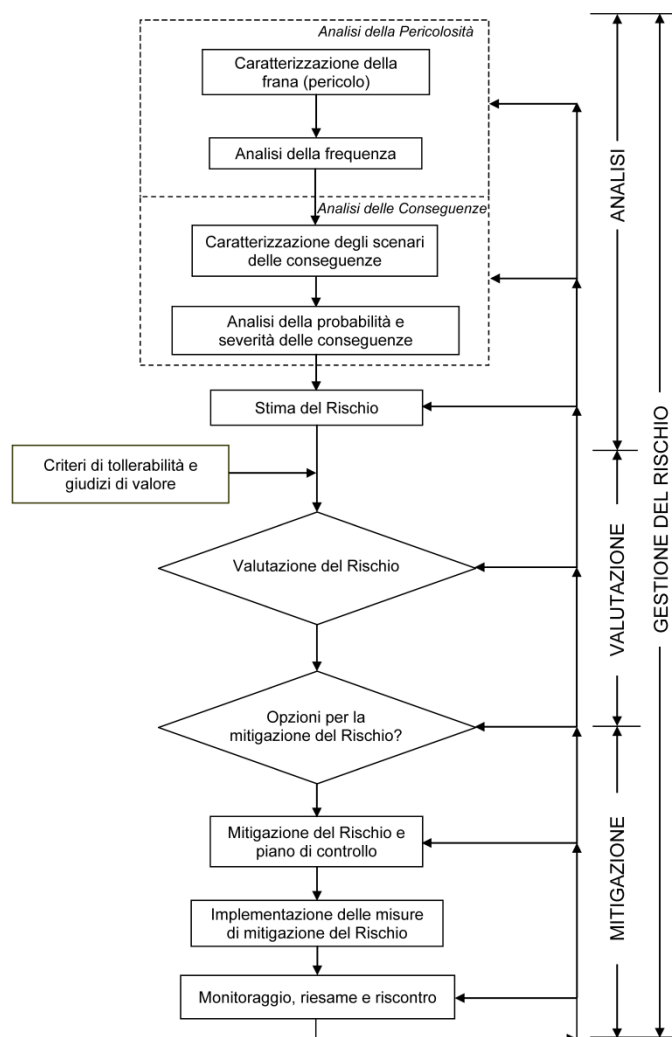 Analisi della Pericolosità
Caratterizzazione della
frana (pericolo)
Analisi della frequenza
Analisi delle Conseguenze
Caratterizzazione degli scenari
delle conseguenze
Analisi della probabilità e
severità delle conseguenze
Stima del Rischio
Criteri di tollerabilità e
giudizi di valore
Valutazione del Rischio
Opzioni per la
mitigazione del Rischio?
Mitigazione del Rischio e
piano di controllo
Implementazione delle misure
di mitigazione del Rischio
Monitoraggio, riesame e riscontro
ANALISI
VALUTAZIONE
MITIGAZIONE
GESTIONE DEL RISCHIO